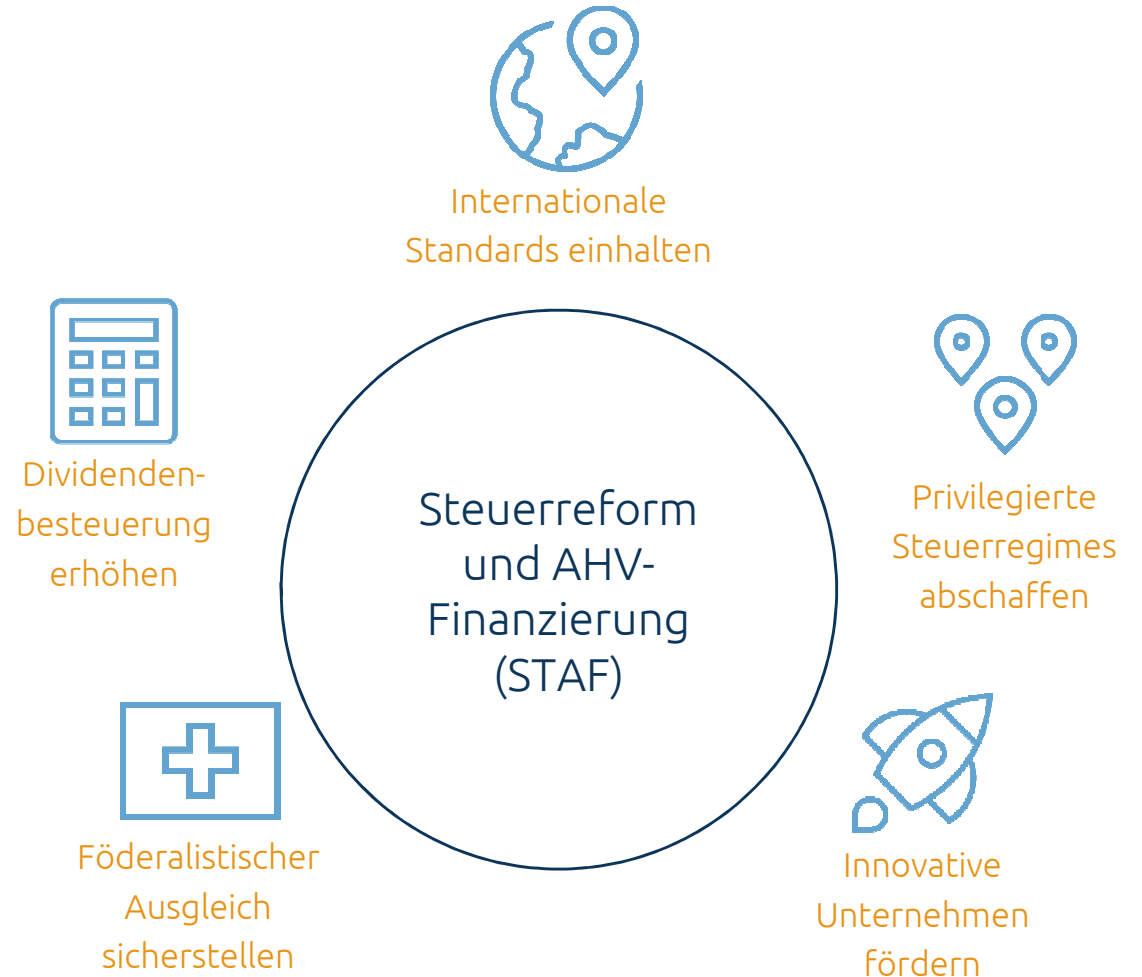 Internationale
Standards einhalten
Dividenden-
besteuerung
erhöhen
Privilegierte
Steuerregimes
abschaffen
Steuerreform
und AHV-
Finanzierung
(STAF)
Föderalistischer
Ausgleich
sicherstellen
Innovative
Unternehmen
fördern